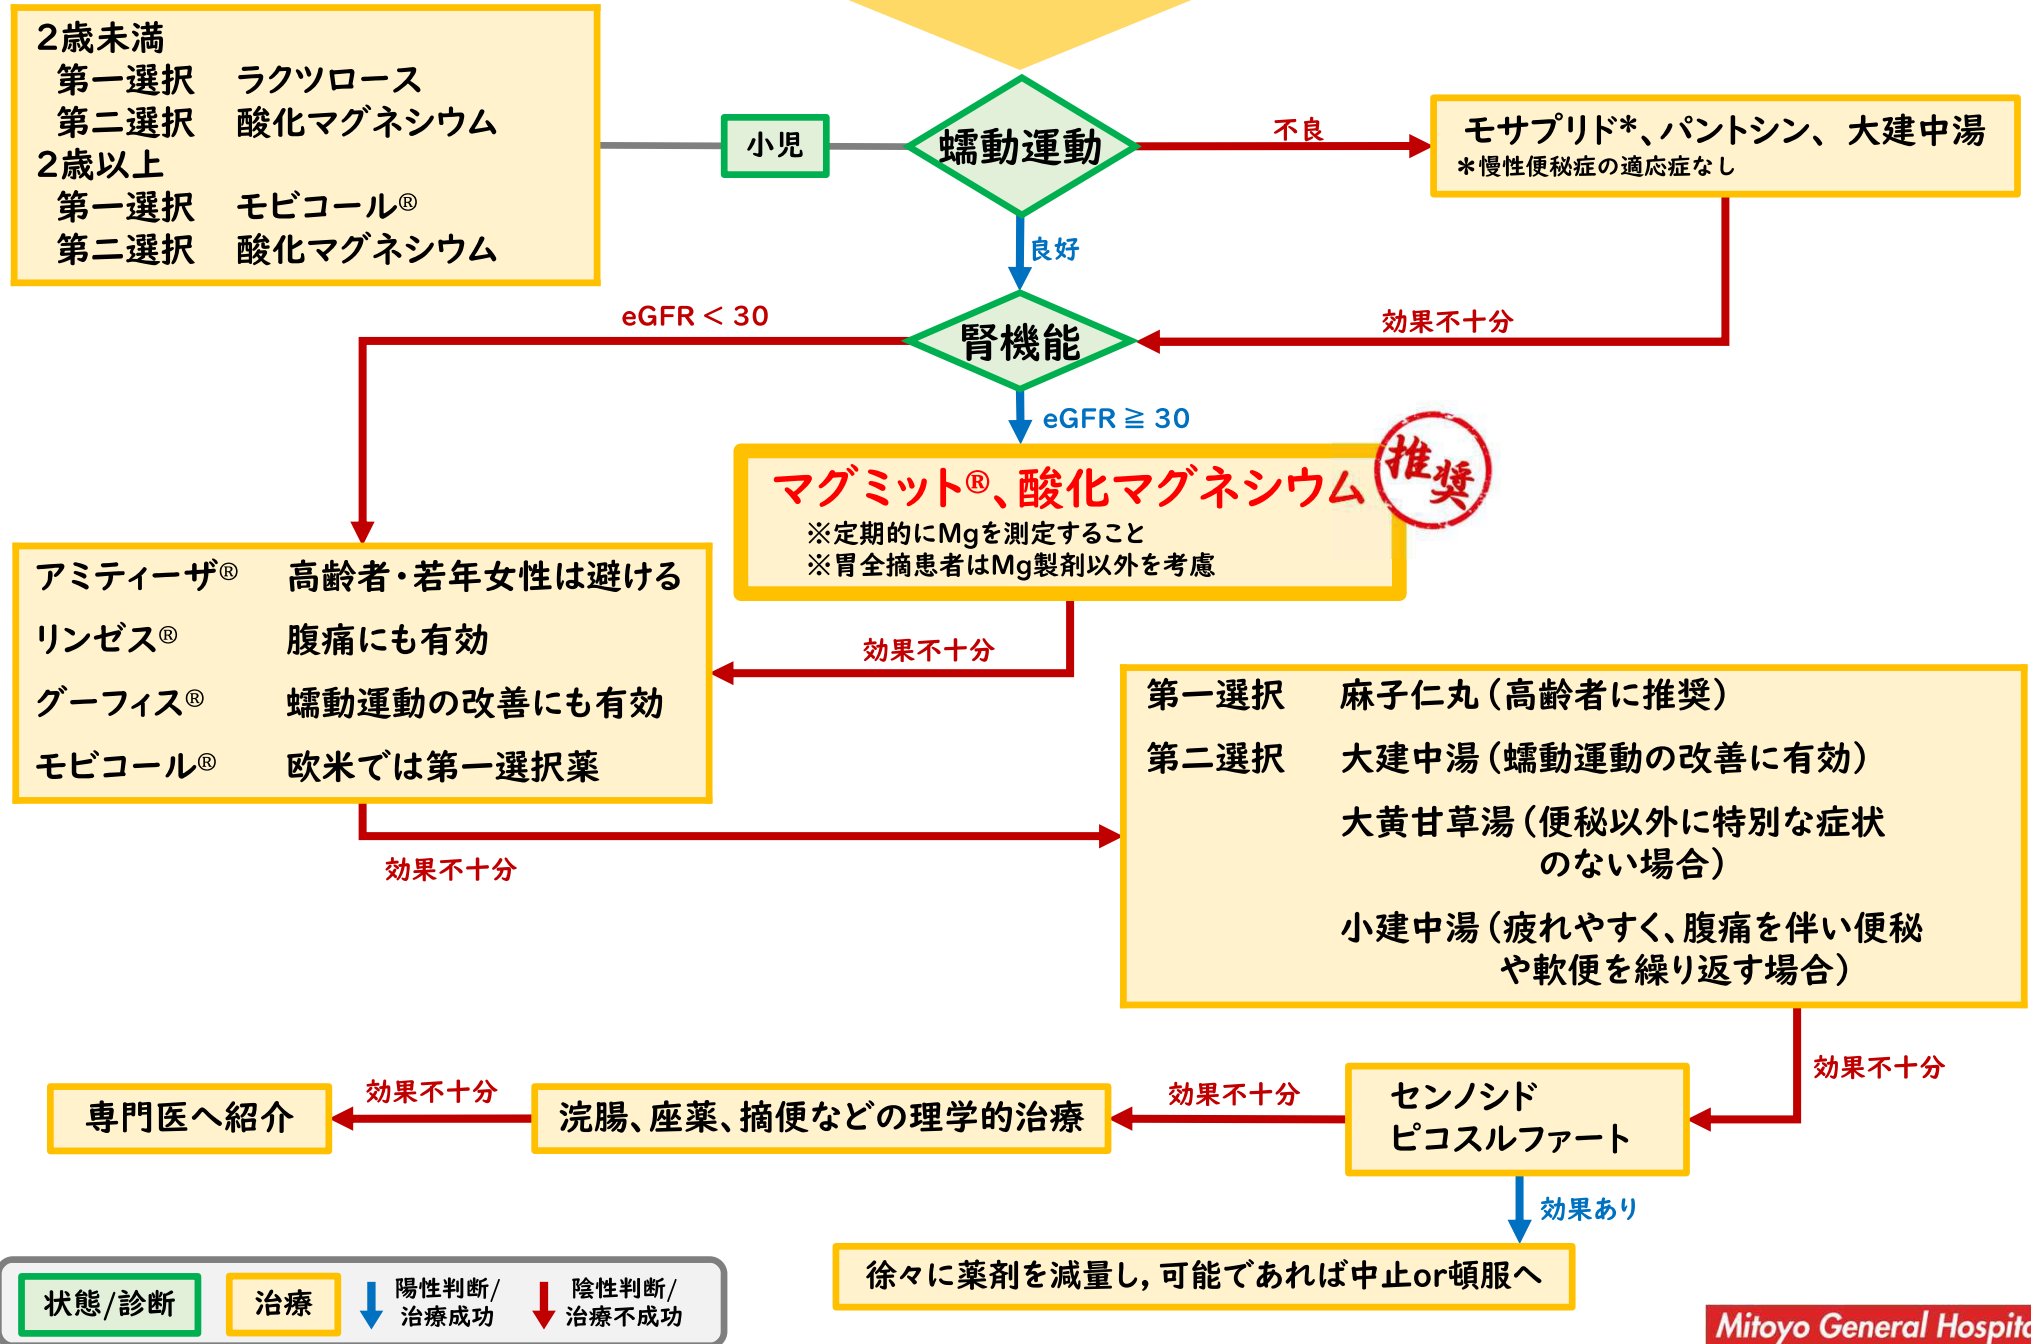 2歳未満
第一選択 ラクツロース
第二選択 酸化マグネシウム
2歳以上
第一選択 モビコール®
第二選択 酸化マグネシウム
小児
蠕動運動
不良
モサプリド*、パントシン、大建中湯
*慢性便秘症の適応症なし
良好
eGFR < 30
腎機能
効果不十分
eGFR ≧ 30
マグミット®、酸化マグネシウム
※定期的にMgを測定すること
※胃全摘患者はMg製剤以外を考慮
推奨
アミティーザ® 高齢者・若年女性は避ける
リンゼス® 腹痛にも有効
グーフィス® 蠕動運動の改善にも有効
モビコール® 欧米では第一選択薬
効果不十分
効果不十分
第一選択 麻子仁丸（高齢者に推奨）
第二選択 大建中湯（蠕動運動の改善に有効）
大黄甘草湯（便秘以外に特別な症状
のない場合）
小建中湯（疲れやすく、腹痛を伴い便秘
や軟便を繰り返す場合）
効果不十分
センノシド
ピコスルファート
効果不十分
浣腸、座薬、摘便などの理学的治療
効果不十分
専門医へ紹介
効果あり
徐々に薬剤を減量し，可能であれば中止or頓服へ
状態/診断
治療
陽性判断/
治療成功
陰性判断/
治療不成功
Mitoyo General Hospita